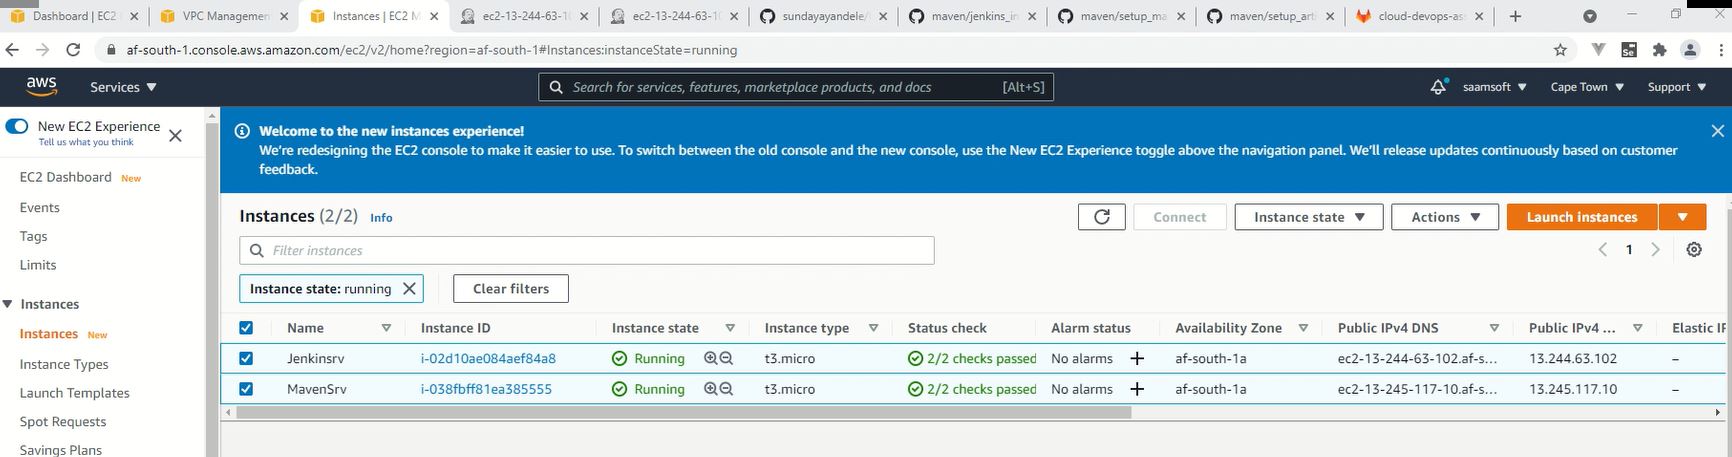 Dashboard | EC2
VPC Management
Instances | EC2 M
ec2-13-244-63-10
ec2-13-244-63-10
sundayayandele/
maven/jenkins_in
maven/setup_ma
maven/setup_art
cloud-devops-as
af-south-1.console.aws.amazon.com/ec2/v2/home?region=af-south-1#Instances:instanceState=running
Se
aws
Services
Search for services, features, marketplace products, and docs [Alt+S]
saamsoft
Cape Town
Support
New EC2 Experience
Tell us what you think
Welcome to the new instances experience!
We're redesigning the EC2 console to make it easier to use. To switch between the old console and the new console, use the New EC2 Experience toggle above the navigation panel. We'll release updates continuously based on customer
feedback.
EC2 Dashboard New
Events
Tags
Limits
Instances
Instances New
Instance Types
Launch Templates
Spot Requests
Savings Plans
Instances (2/2) Info
Connect
Instance state
Actions
Launch instances
Filter instances
1
Instance state: running
Clear filters
Name Instance ID Instance state Instance type Status check Alarm status Availability Zone Public IPv4 DNS Public IPv4 ... Elastic IP
Jenkinsrv i-02d10ae084aef84a8 Running t3.micro 2/2 checks passed No alarms + af-south-1a ec2-13-244-63-102.af-s... 13.244.63.102 –
MavenSrv i-038fbff81ea385555 Running t3.micro 2/2 checks passed No alarms + af-south-1a ec2-13-245-117-10.af-s... 13.245.117.10 –